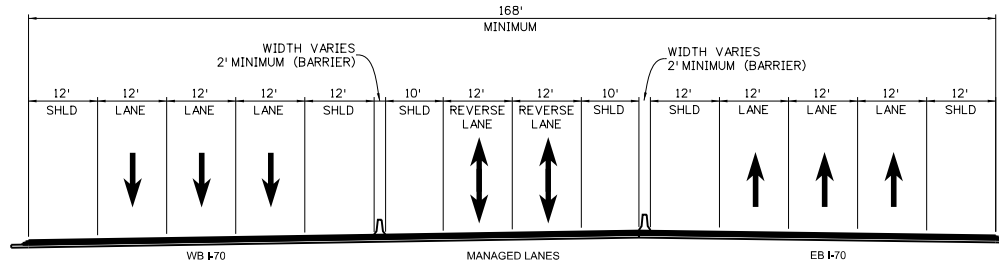 168'
MINIMUM
WIDTH VARIES
2' MINIMUM (BARRIER)
WIDTH VARIES
2' MINIMUM (BARRIER)
12' 12' 12' 12' 12' 10' 12' 12' 10' 12' 12' 12' 12' 12'
SHLD LANE LANE LANE SHLD SHLD REVERSE REVERSE SHLD SHLD LANE LANE LANE SHLD
LANE LANE
WB I-70 MANAGED LANES EB I-70